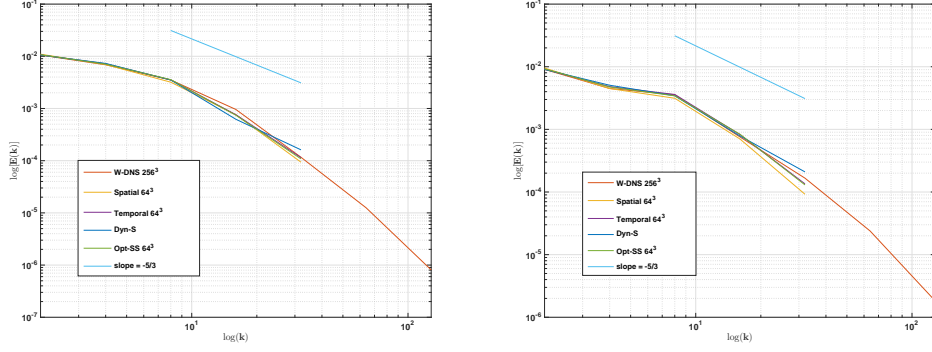 10^-1
10^-2
10^-3
10^-4
10^-5
10^-6
10^-7
log[E(k)]
W-DNS 256^3
Spatial 64^3
Temporal 64^3
Dyn-S
Opt-SS 64^3
slope = -5/3
10^1
10^2
log(k)
10^-1
10^-2
10^-3
10^-4
10^-5
10^-6
log[E(k)]
W-DNS 256^3
Spatial 64^3
Temporal 64^3
Dyn-S
Opt-SS 64^3
slope = -5/3
10^1
10^2
log(k)